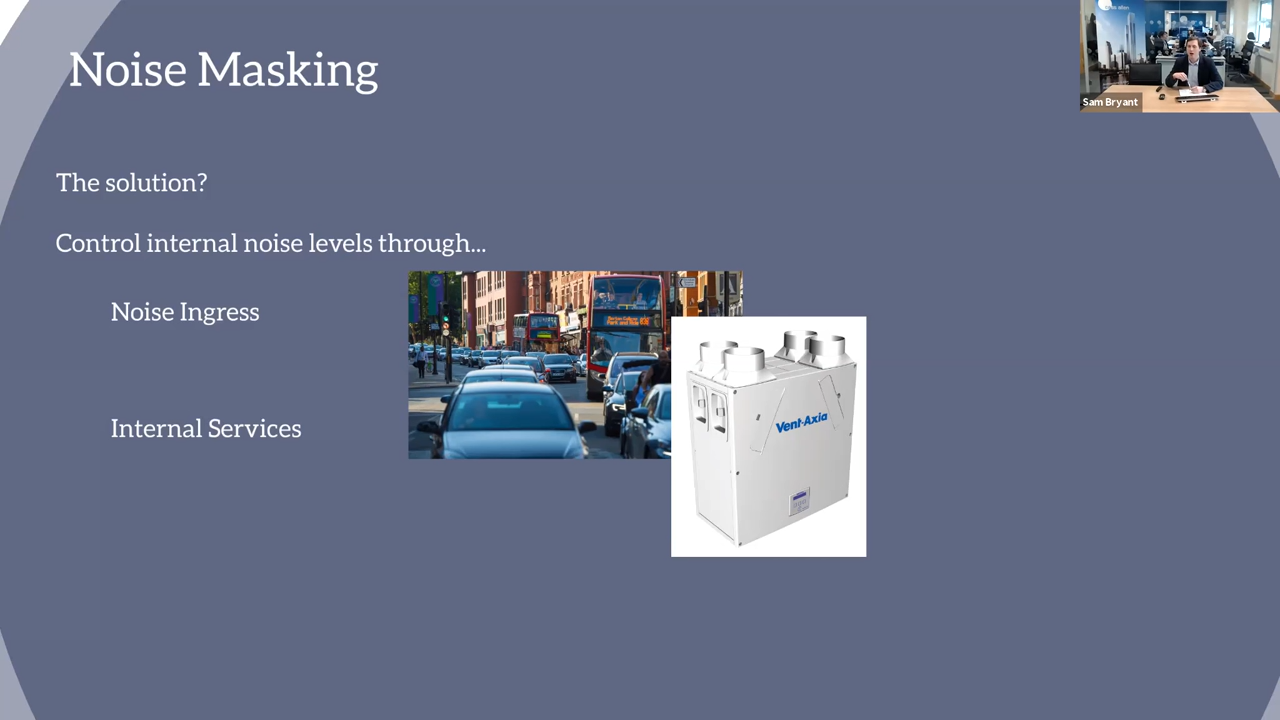 Noise Masking
Sam Bryant
The solution?
Control internal noise levels through...
Noise Ingress
Internal Services
Vent-Axia